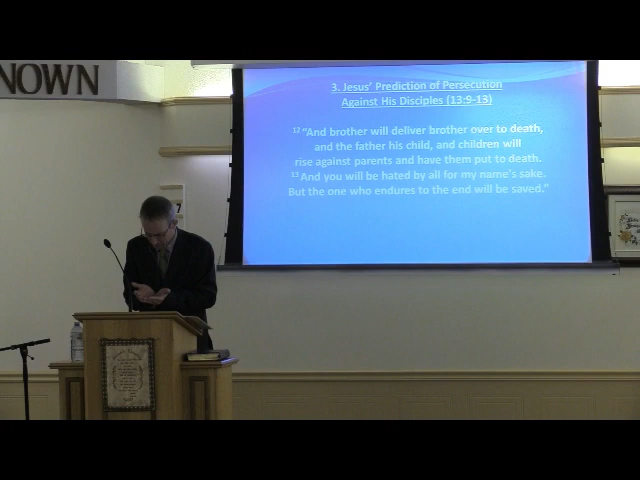 NOWN
3. Jesus' Prediction of Persecution
Against His Disciples (13:9-13)
12 "And brother will deliver brother over to death,
and the father his child, and children will
rise against parents and have them put to death.
13 And you will be hated by all for my name's sake.
But the one who endures to the end will be saved."
7